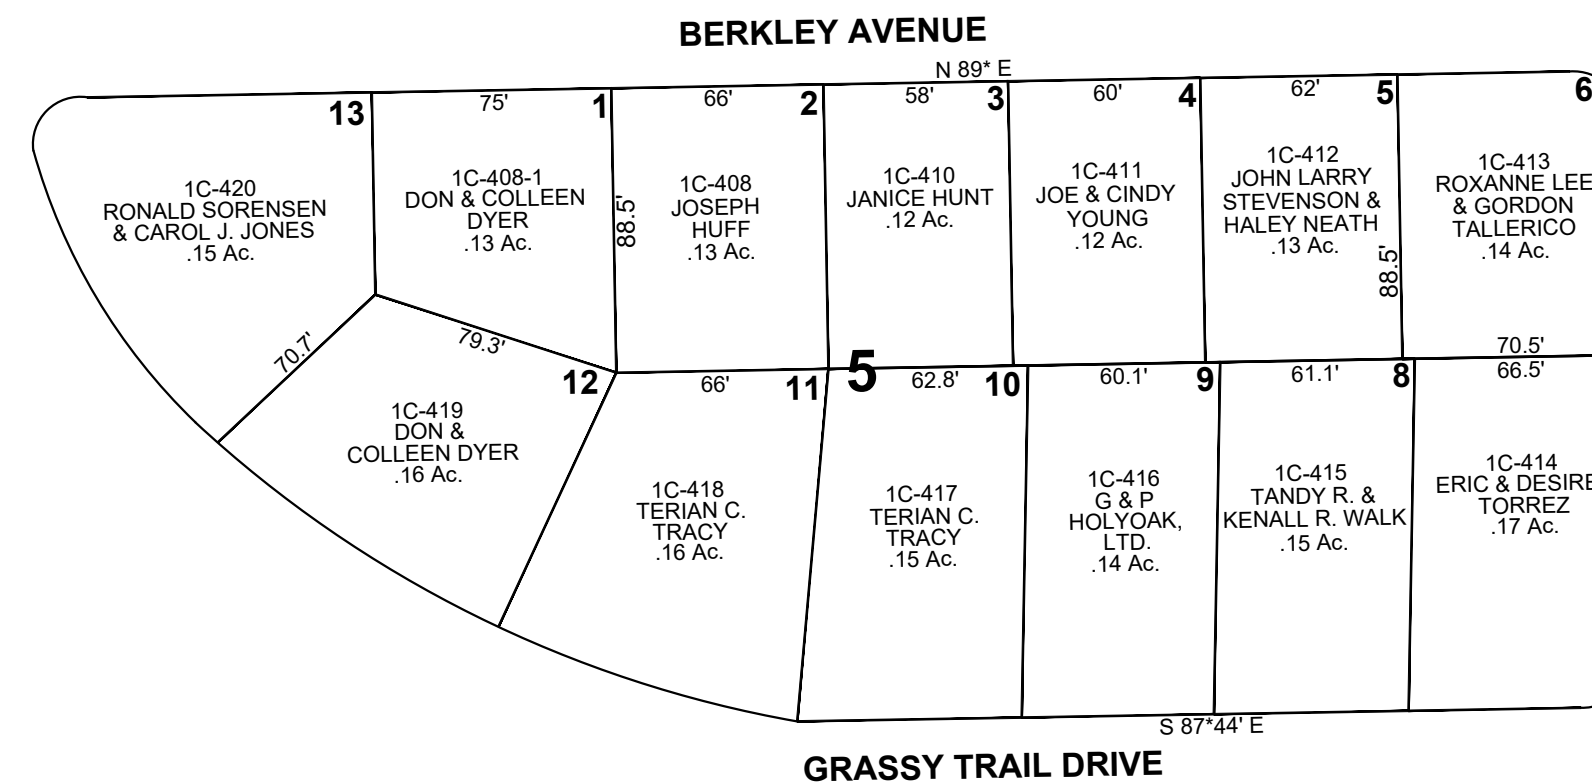 BERKLEY AVENUE
N 89* E
13
75'
1
66'
2
58'
3
60'
4
62'
5
6
1C-420
RONALD SORENSEN
& CAROL J. JONES
.15 Ac.
1C-408-1
DON & COLLEEN
DYER
.13 Ac.
88.5'
1C-408
JOSEPH
HUFF
.13 Ac.
1C-410
JANICE HUNT
.12 Ac.
1C-411
JOE & CINDY
YOUNG
.12 Ac.
1C-412
JOHN LARRY
STEVENSON &
HALEY NEATH
.13 Ac.
88.5'
1C-413
ROXANNE LEE
& GORDON
TALLERICO
.14 Ac.
70.5'
70.7'
79.3'
12
66'
11
5
62.8'
10
60.1'
9
61.1'
8
66.5'
1C-419
DON &
COLLEEN DYER
.16 Ac.
1C-418
TERIAN C.
TRACY
.16 Ac.
1C-417
TERIAN C.
TRACY
.15 Ac.
1C-416
G & P
HOLYOAK,
LTD.
.14 Ac.
1C-415
TANDY R. &
KENALL R. WALK
.15 Ac.
1C-414
ERIC & DESIRE
TORREZ
.17 Ac.
S 87*44' E
GRASSY TRAIL DRIVE